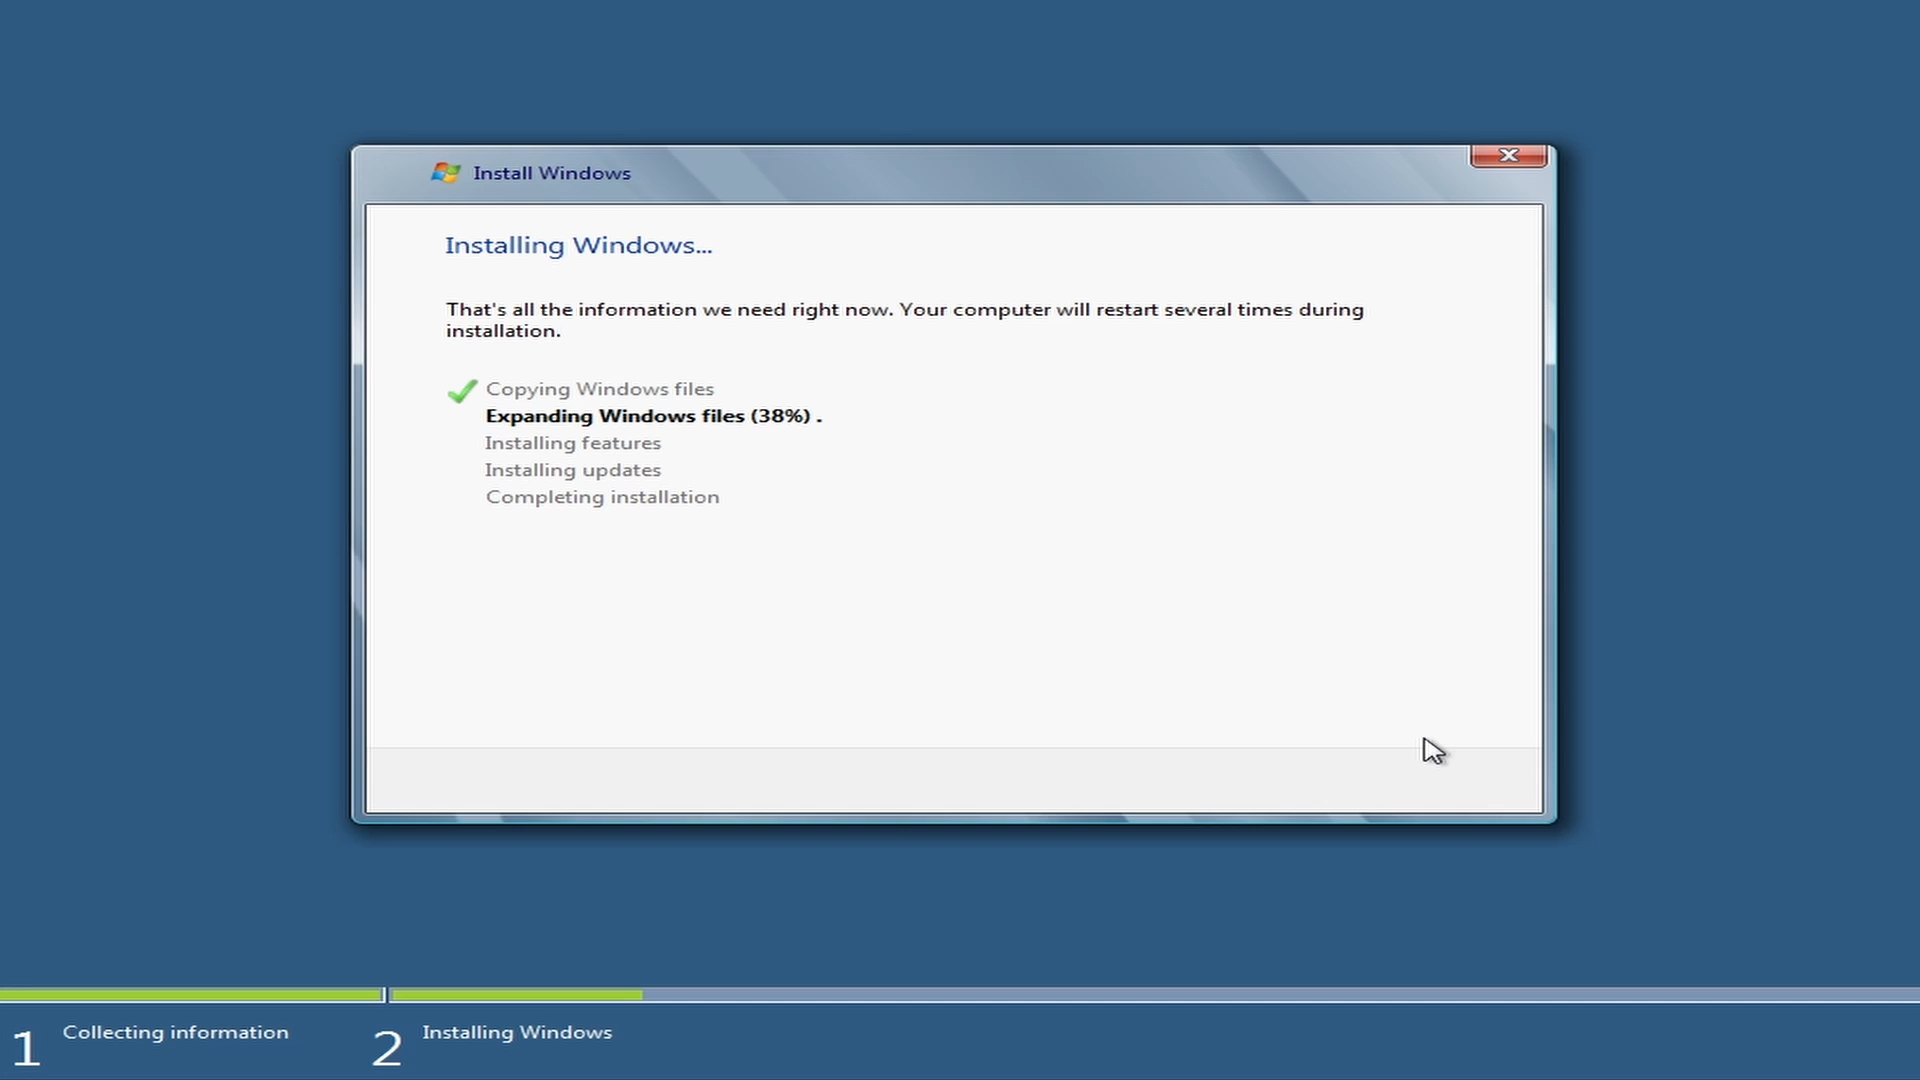 Install Windows
Installing Windows...
That's all the information we need right now. Your computer will restart several times during
installation.
Copying Windows files
Expanding Windows files (38%) .
Installing features
Installing updates
Completing installation
1 Collecting information
2 Installing Windows